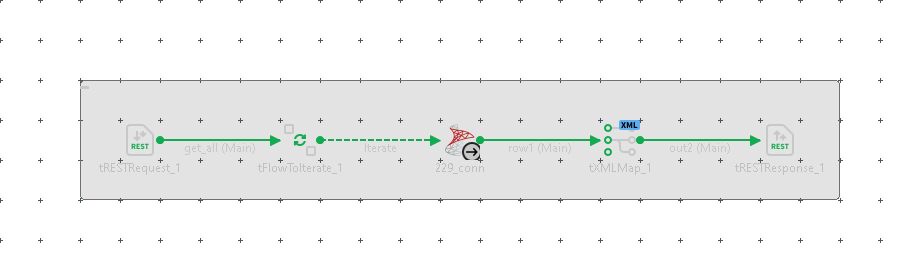 XML
REST
REST
get_all (Main)
Iterate
row1 (Main)
out2 (Main)
tRESTRequest_1
tFlowToIterate_1
229_conn
tXMLMap_1
tRESTResponse_1